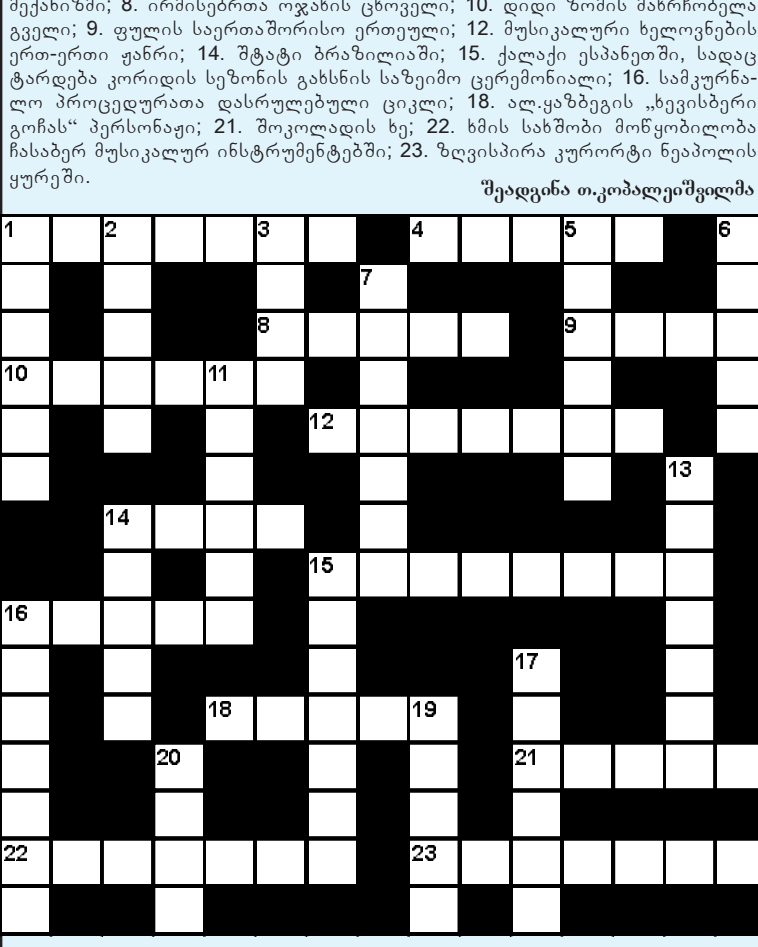 მექანიზმი; 8. ირმისებრთა ოჯახის ცხოველი; 10. დიდი ზომის მახრჩობელა
გველი; 9. ფულის საერთაშორისო ერთეული; 12. მუსიკალური ხელოვნების
ერთ-ერთი ჟანრი; 14. შტატი ბრაზილიაში; 15. ქალაქი ესპანეთში, სადაც
ტარდება კორიდის სეზონის გახსნის საზეიმო ცერემონიალი; 16. სამკურნა-
ლო პროცედურათა დასრულებული ციკლი; 18. ალ.ყაზბეგის „ხევისბერი
გოჩას“ პერსონაჟი; 21. შოკოლადის ხე; 22. ხმის სახშობი მოწყობილობა
ჩასაბერ მუსიკალურ ინსტრუმენტებში; 23. ზღვისპირა კურორტი ნეაპოლის
ყურეში.
შეადგინა თ.კოპალეიშვილმა
1 2 3 4 5 6
7
8 9
10 11
12
13
14
15
16
17
18 19
20 21
22 23